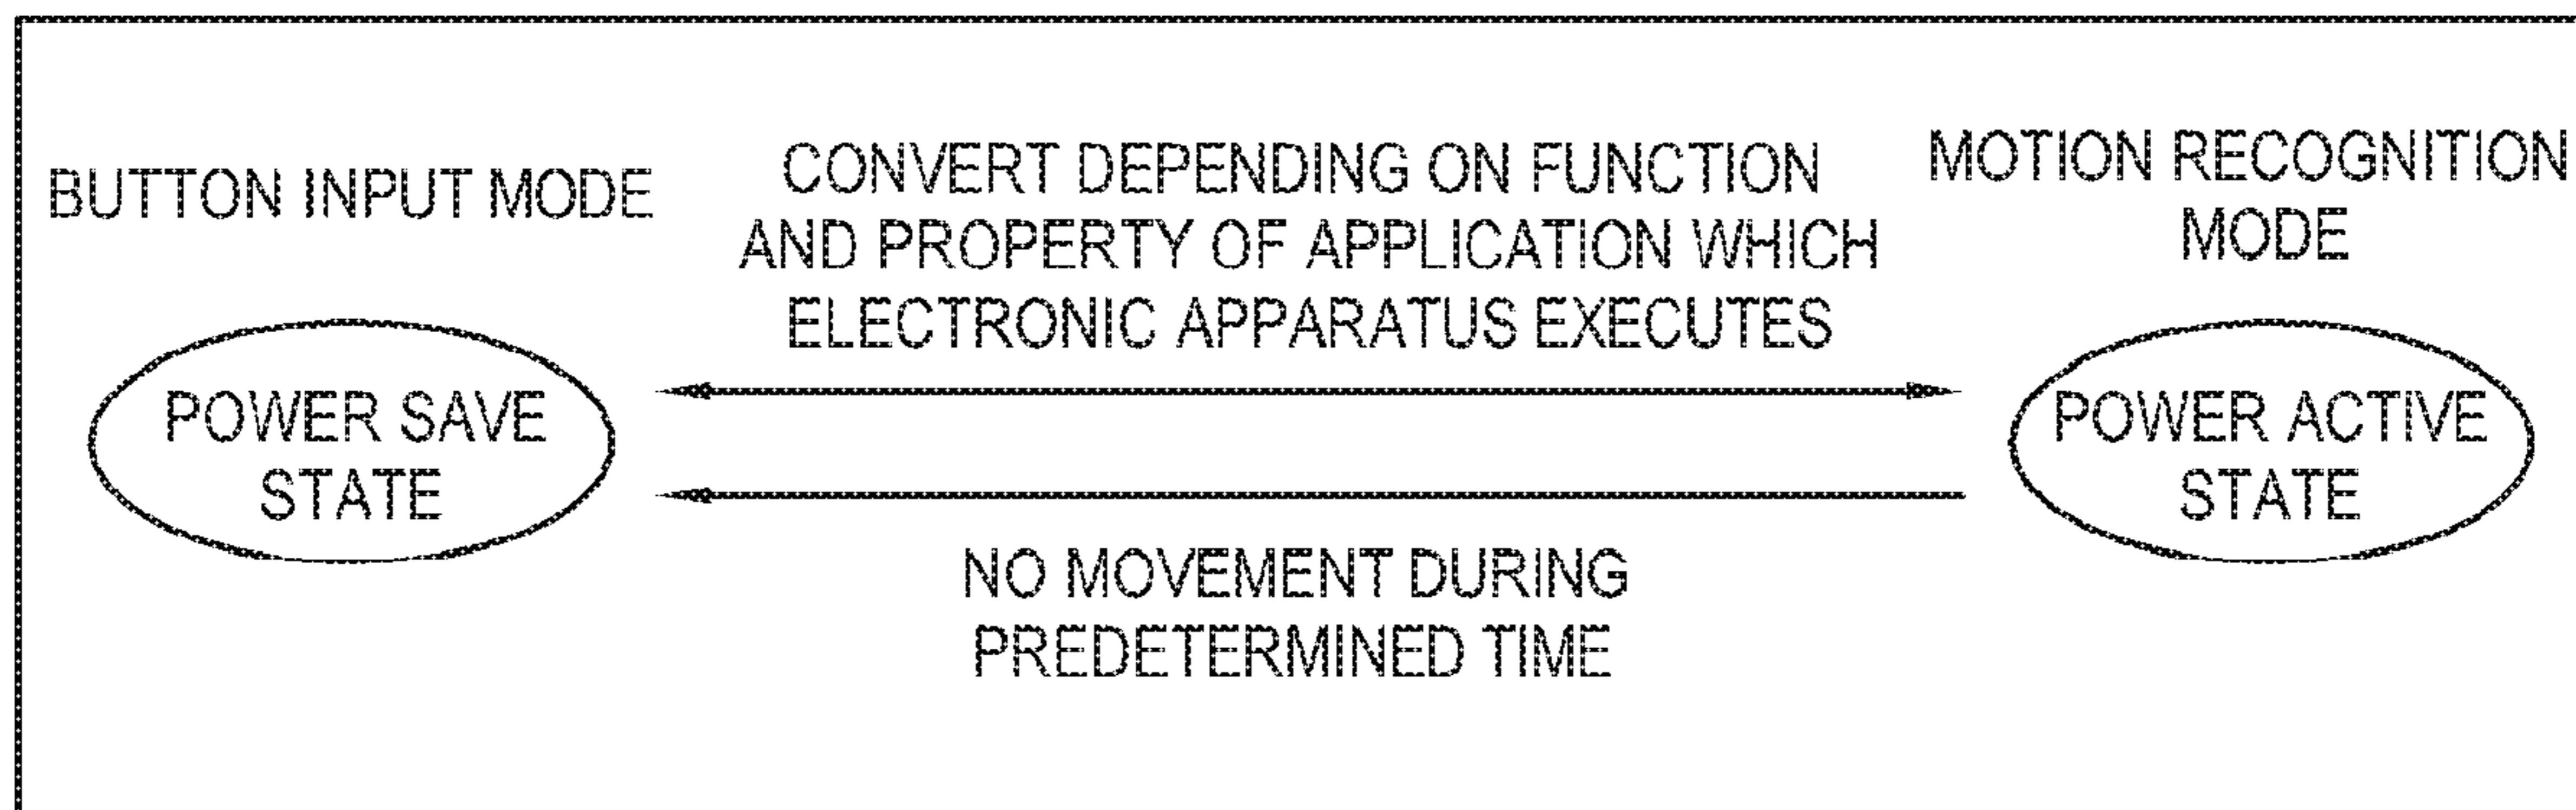 BUTTON INPUT MODE
CONVERT DEPENDING ON FUNCTION
AND PROPERTY OF APPLICATION WHICH
ELECTRONIC APPARATUS EXECUTES
MOTION RECOGNITION
MODE
POWER SAVE
STATE
POWER ACTIVE
STATE
NO MOVEMENT DURING
PREDETERMINED TIME